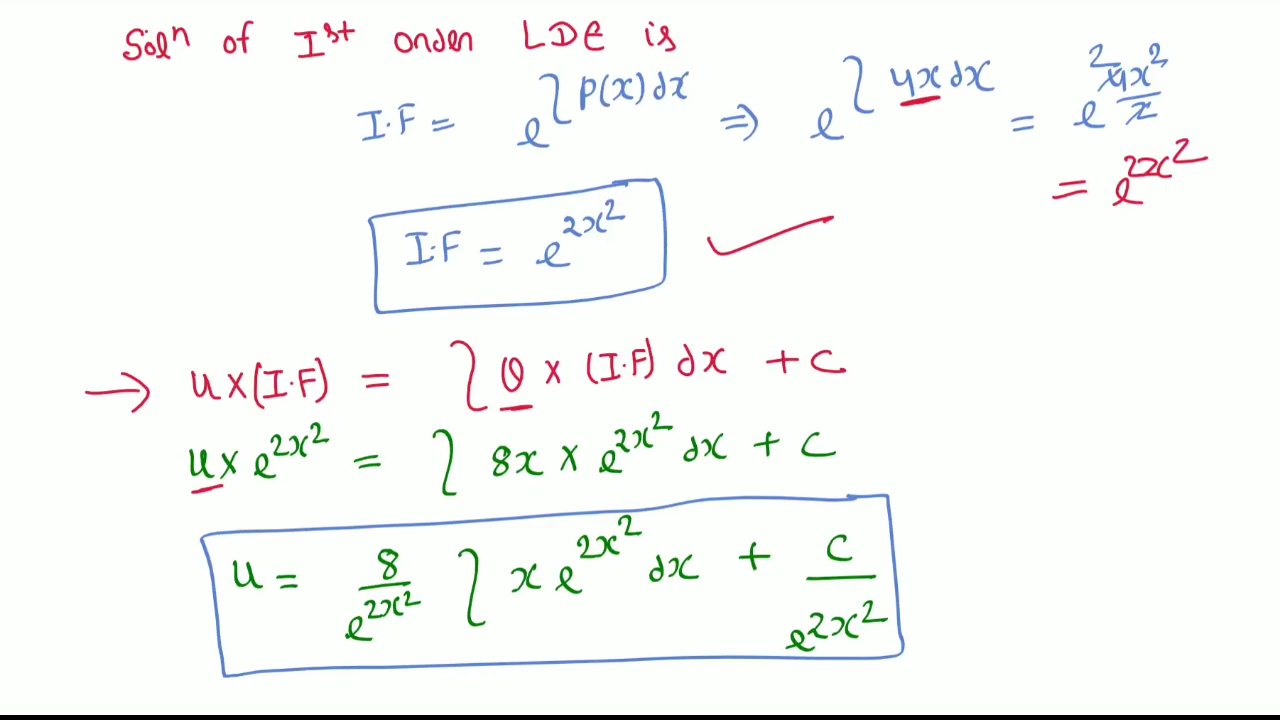 Solⁿ of Iˢᵗ order LDE is
I.F = e^{∫ P(x) dx} ⇒ e^{∫ 4x dx} = e^{4x²/2} 2
= e^{2x²}
I.F = e^{2x²} ✓
→ u × (I.F) = ∫ Q × (I.F) dx + C
u × e^{2x²} = ∫ 8x × e^{2x²} dx + C
u = 8/e^{2x²} ∫ x e^{2x²} dx + C/e^{2x²}